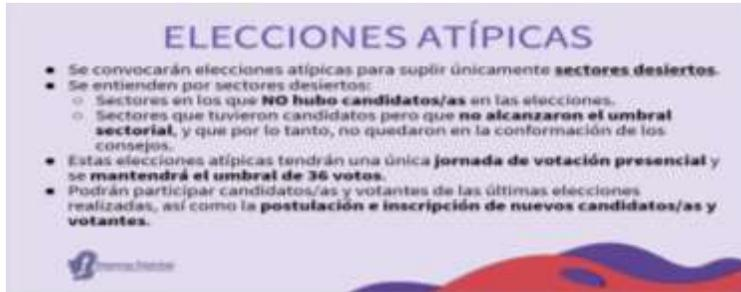 ELECCIONES ATÍPICAS
● Se convocarán elecciones atípicas para suplir únicamente sectores desiertos.
● Se entienden por sectores desiertos:
○ Sectores en los que NO hubo candidatos/as en las elecciones.
○ Sectores que tuvieron candidatos pero que no alcanzaron el umbral
sectorial, y que por lo tanto, no quedaron en la conformación de los
consejos.
● Estas elecciones atípicas tendrán una única jornada de votación presencial y
se mantendrá el umbral de 36 votos.
● Podrán participar candidatos/as y votantes de las últimas elecciones
realizadas, así como la postulación e inscripción de nuevos candidatos/as y
votantes.